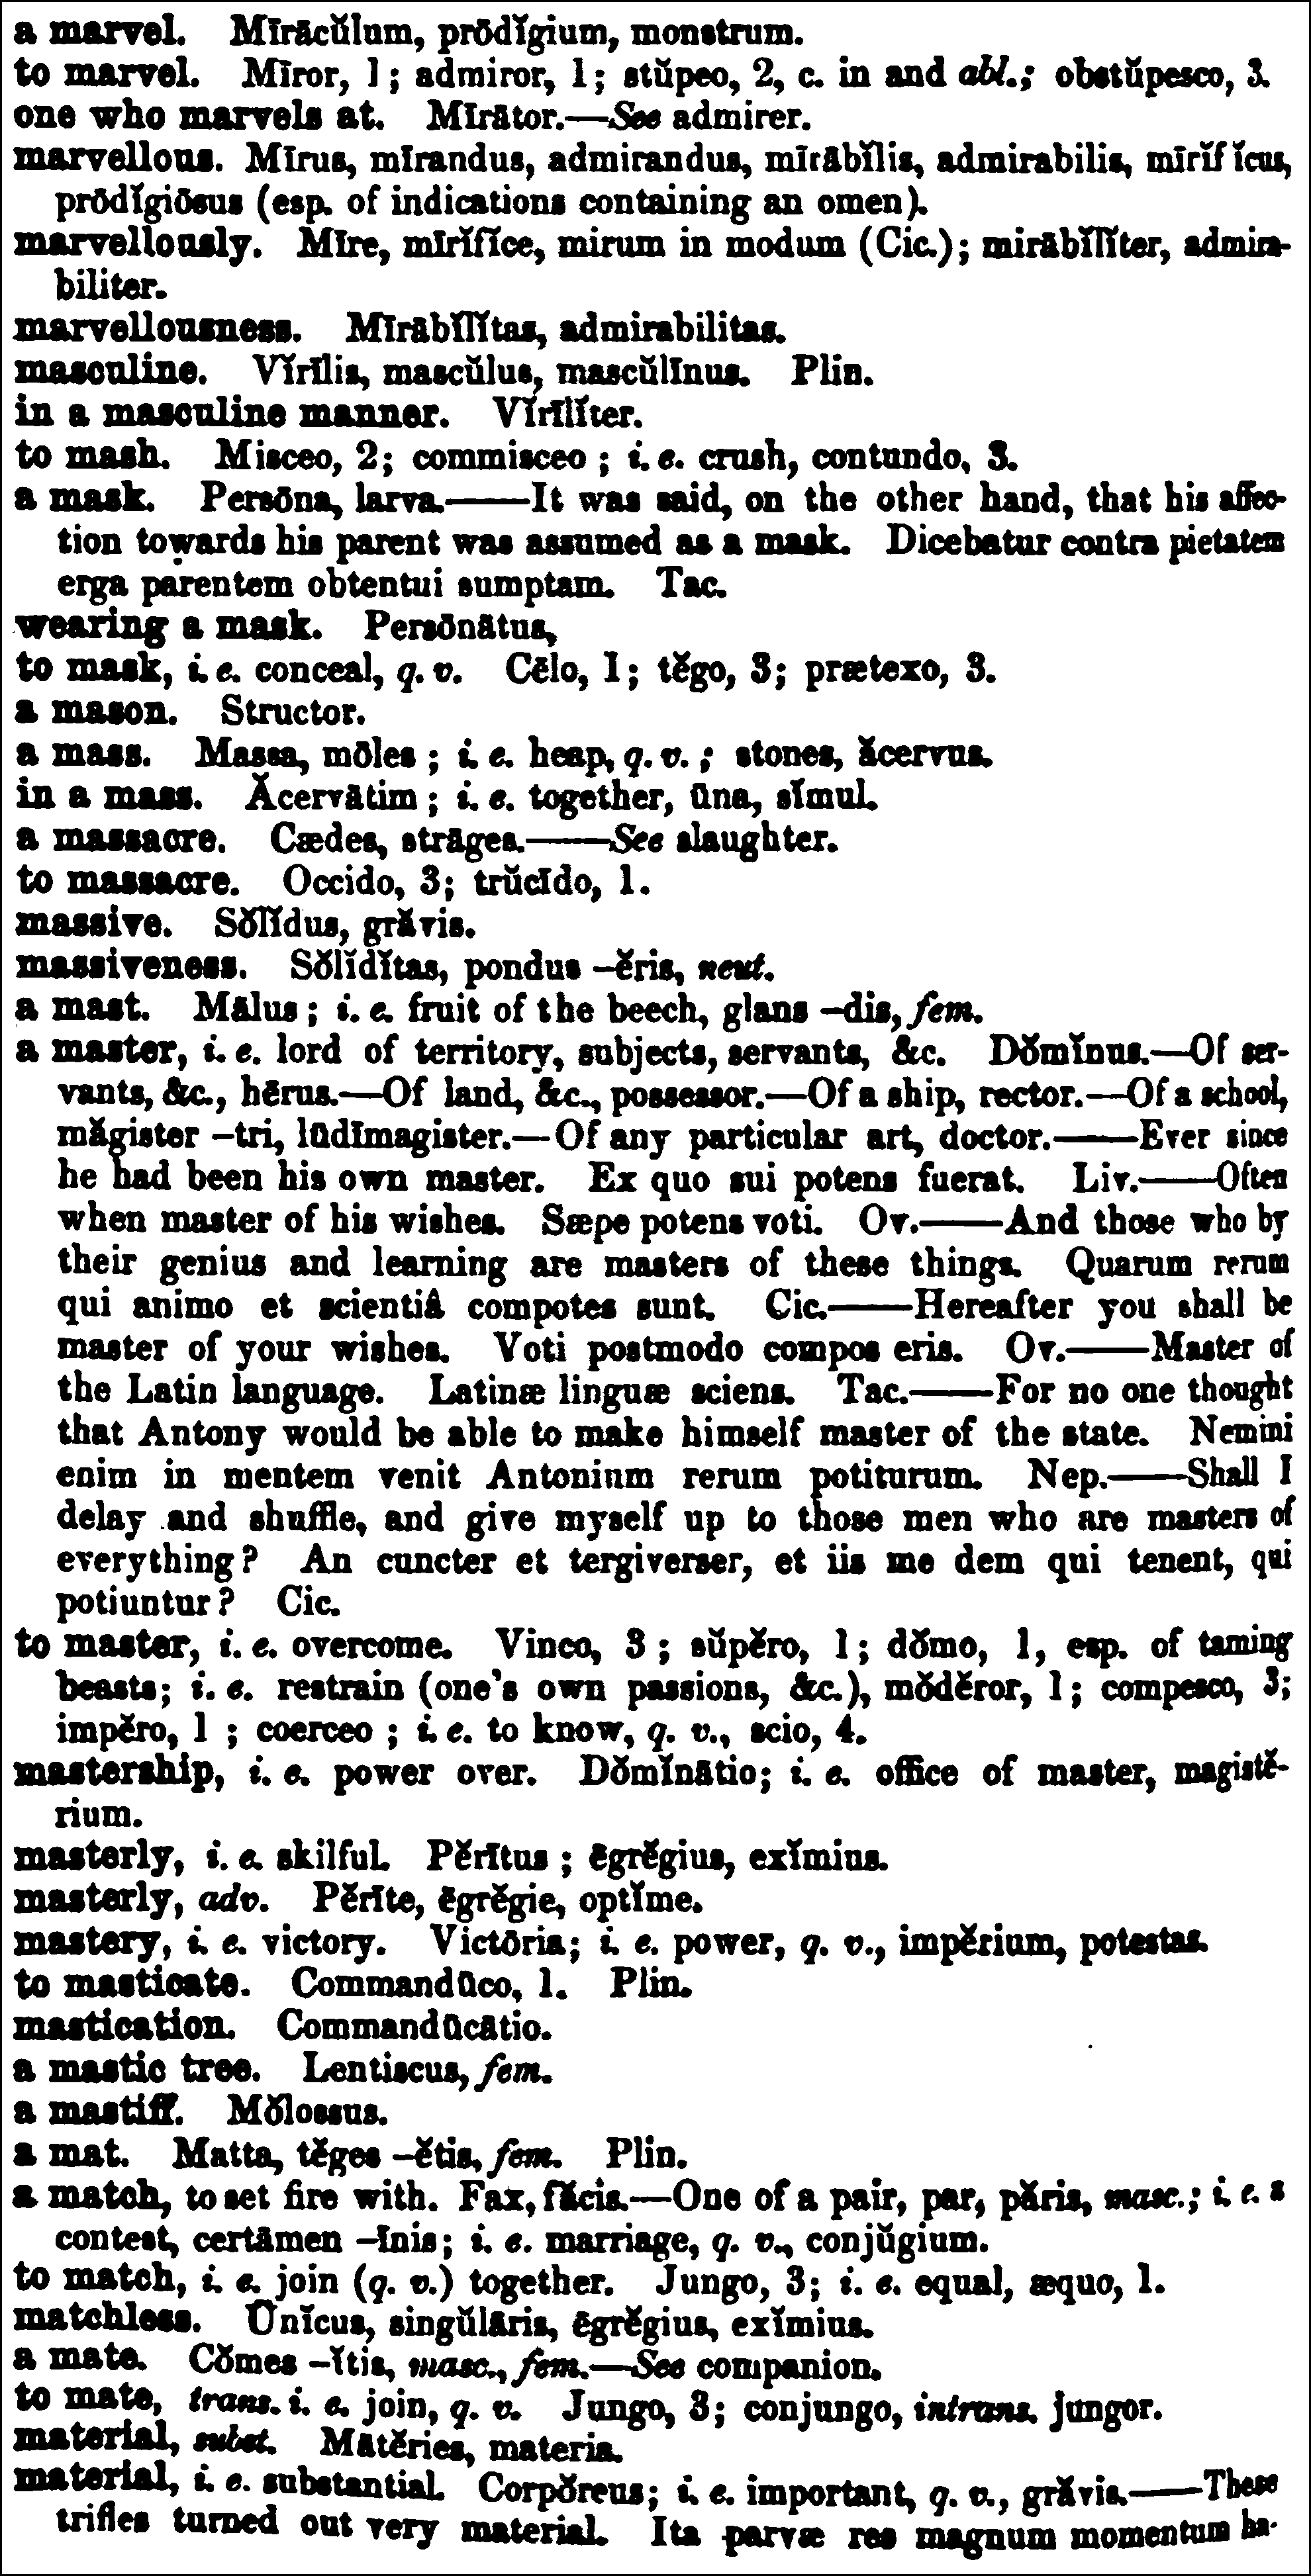 a marvel. Mīrācŭlum, prōdĭgium, monstrum.
to marvel. Mīror, 1; admiror, 1; stŭpeo, 2, c. in and abl.; obstŭpesco, 3.
one who marvels at. Mīrātor.—See admirer.
marvellous. Mīrus, mīrandus, admirandus, mīrābĭlis, admirabilis, mīrĭfĭcus,
prōdĭgiōsus (esp. of indications containing an omen).
marvellously. Mīre, mīrĭfĭce, mirum in modum (Cic.); mirābĭlĭter, admira-
biliter.
marvellousness. Mīrābĭlĭtas, admirabilitas.
masculine. Vĭrīlis, mascŭlus, mascŭlīnus. Plin.
in a masculine manner. Vĭrīlĭter.
to mash. Misceo, 2; commisceo; i. e. crush, contundo, 3.
a mask. Persōna, larva.——It was said, on the other hand, that his affec-
tion towards his parent was assumed as a mask. Dicebatur contra pietatem
erga parentem obtentui sumptam. Tac.
wearing a mask. Persōnātus,
to mask, i. e. conceal, q. v. Cēlo, 1; tĕgo, 3; prætexo, 3.
a mason. Structor.
a mass. Massa, mōles; i. e. heap, q. v.; stones, ăcervus.
in a mass. Ăcervātim; i. e. together, ūna, sĭmul.
a massacre. Cædes, strāges.——See slaughter.
to massacre. Occido, 3; trŭcīdo, 1.
massive. Sŏlĭdus, grăvis.
massiveness. Sŏlĭdĭtas, pondus –ĕris, neut.
a mast. Mālus; i. e. fruit of the beech, glans –dis, fem.
a master, i. e. lord of territory, subjects, servants, &c. Dŏmĭnus.—Of ser-
vants, &c., hērus.—Of land, &c., possessor.—Of a ship, rector.—Of a school,
măgister –tri, lūdīmagister.—Of any particular art, doctor.——Ever since
he had been his own master. Ex quo sui potens fuerat. Liv.——Often
when master of his wishes. Sæpe potens voti. Ov.——And those who by
their genius and learning are masters of these things. Quarum rerum
qui animo et scientiâ compotes sunt. Cic.——Hereafter you shall be
master of your wishes. Voti postmodo compos eris. Ov.——Master of
the Latin language. Latinæ linguæ sciens. Tac.——For no one thought
that Antony would be able to make himself master of the state. Nemini
enim in mentem venit Antonium rerum potiturum. Nep.——Shall I
delay and shuffle, and give myself up to those men who are masters of
everything? An cuncter et tergiverser, et iis me dem qui tenent, qui
potiuntur? Cic.
to master, i. e. overcome. Vinco, 3; sŭpĕro, 1; dŏmo, 1, esp. of taming
beasts; i. e. restrain (one's own passions, &c.), mŏdĕror, 1; compesco, 3;
impĕro, 1; coerceo; i. e. to know, q. v., scio, 4.
mastership, i. e. power over. Dŏmĭnātio; i. e. office of master, magistĕ-
rium.
masterly, i. e. skilful. Pĕrītus; ēgrĕgius, exĭmius.
masterly, adv. Pĕrīte, ēgrĕgie, optĭme.
mastery, i. e. victory. Victōria; i. e. power, q. v., impĕrium, potestas.
to masticate. Commandūco, 1. Plin.
mastication. Commandūcātio.
a mastic tree. Lentiscus, fem.
a mastiff. Mŏlossus.
a mat. Matta, tĕges –ĕtis, fem. Plin.
a match, to set fire with. Fax, făcis.—One of a pair, par, păris, masc.; i. e. a
contest, certāmen –īnis; i. e. marriage, q. v., conjŭgium.
to match, i. e. join (q. v.) together. Jungo, 3; i. e. equal, æquo, 1.
matchless. Ūnĭcus, singŭlāris, ēgrĕgius, exĭmius.
a mate. Cŏmes –ĭtis, masc., fem.—See companion.
to mate, trans. i. e. join, q. v. Jungo, 3; conjungo, intrans. jungor.
material, subst. Mātĕries, materia.
material, i. e. substantial. Corpŏreus; i. e. important, q. v., grăvis.——These
trifles turned out very material. Ita parvæ res magnum momentum ha-